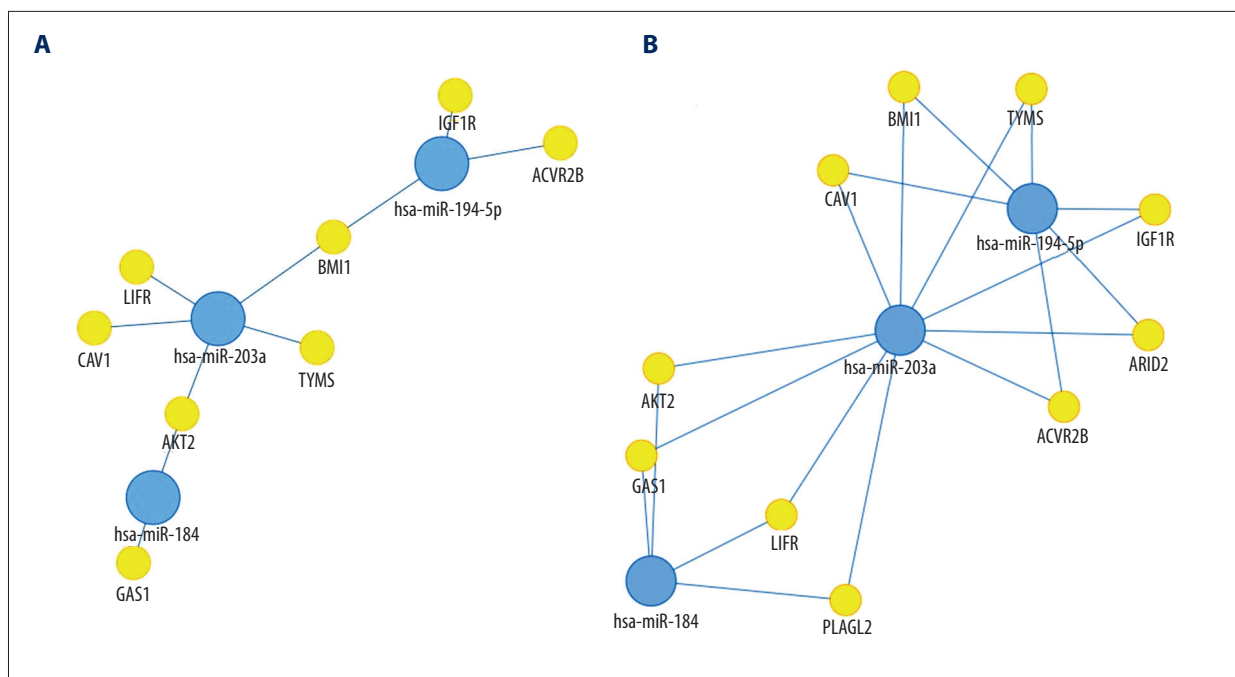 A
IGF1R
ACVR2B
hsa-miR-194-5p
BMI1
LIFR
hsa-miR-203a
CAV1
TYMS
AKT2
hsa-miR-184
GAS1
B
BMI1
TYMS
CAV1
IGF1R
hsa-miR-194-5p
hsa-miR-203a
ARID2
AKT2
ACVR2B
GAS1
LIFR
hsa-miR-184
PLAGL2